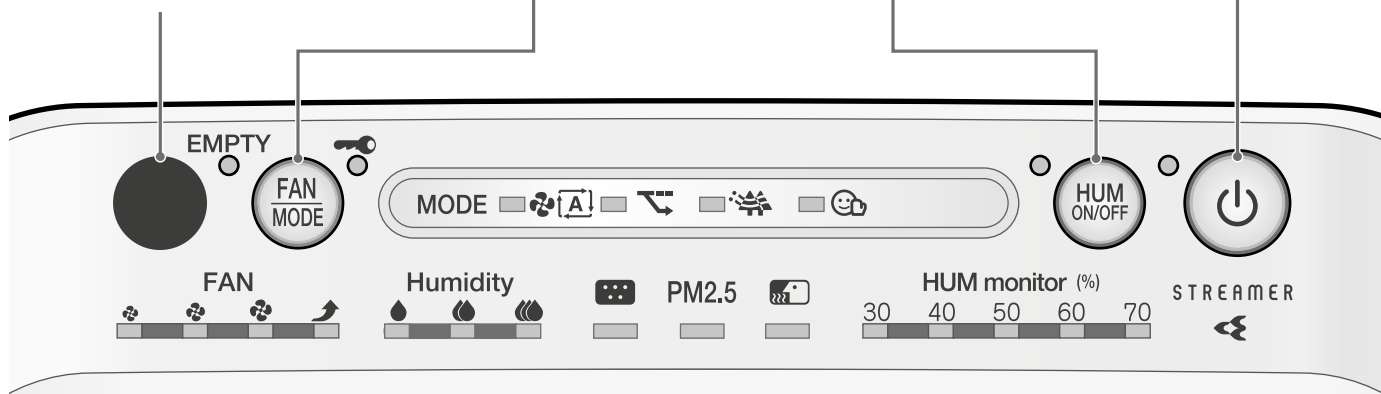 EMPTY
FAN
MODE
MODE A
HUM
ON/OFF
FAN
Humidity
PM2.5
HUM monitor (%)
30 40 50 60 70
STREAMER